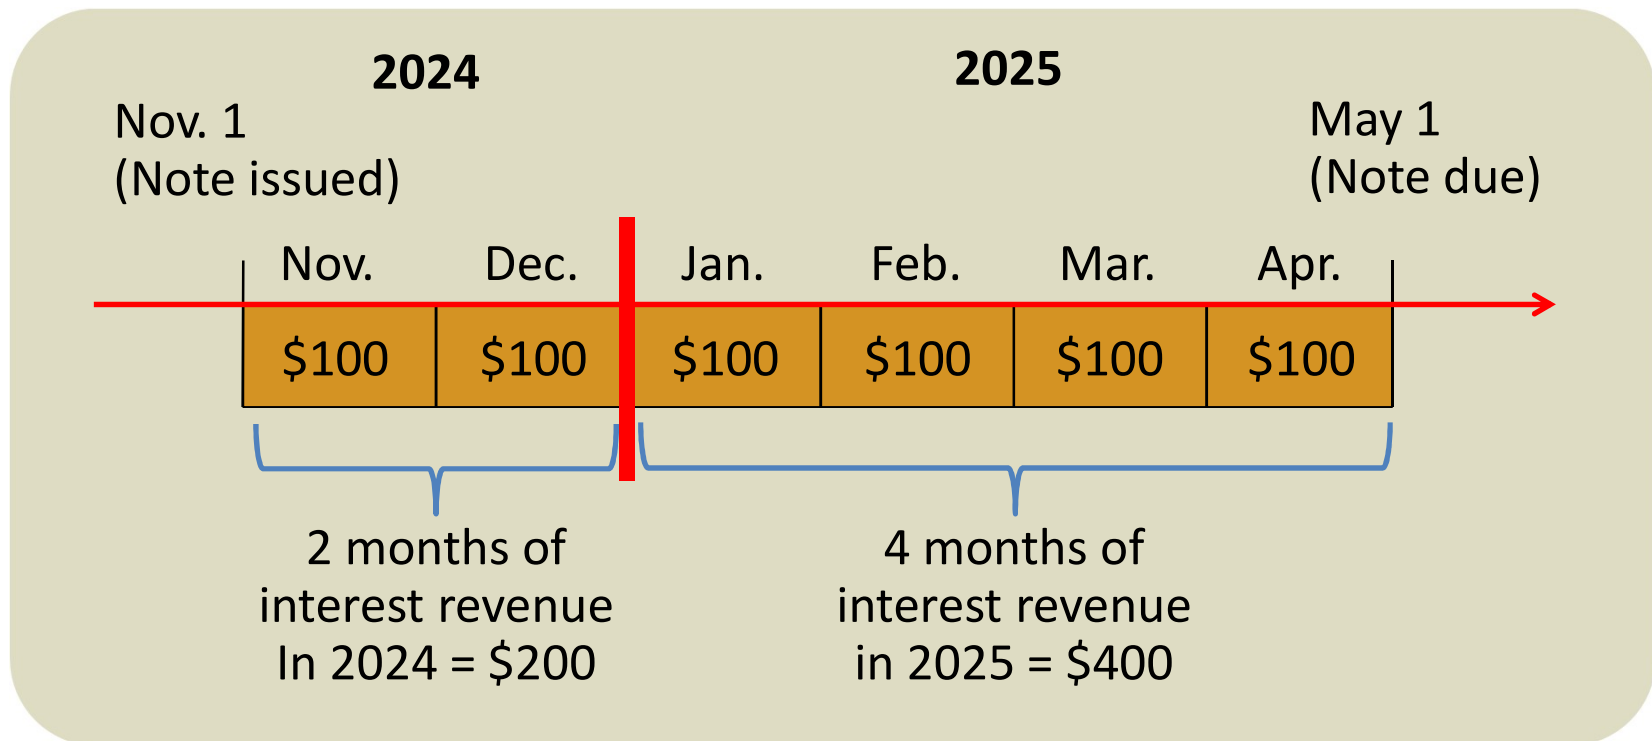 2024
2025
Nov. 1
(Note issued)
May 1
(Note due)
Nov.
Dec.
Jan.
Feb.
Mar.
Apr.
$100
$100
$100
$100
$100
$100
2 months of
interest revenue
In 2024 = $200
4 months of
interest revenue
in 2025 = $400